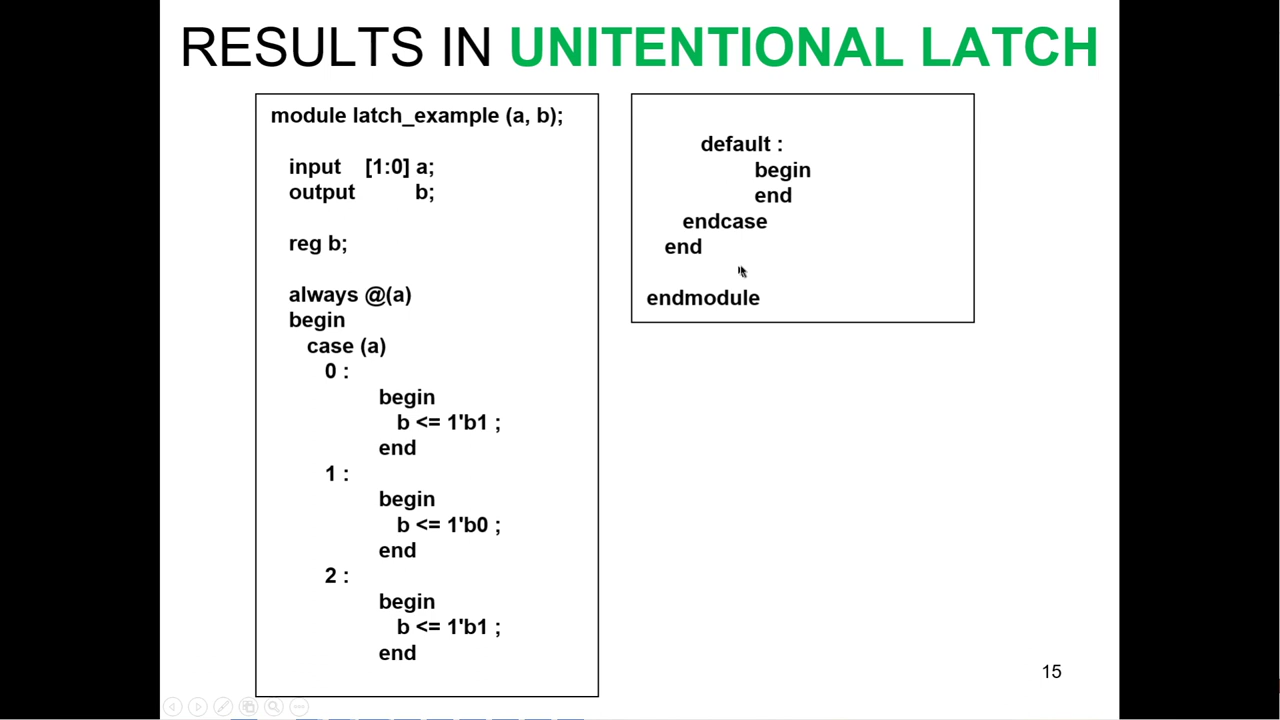 RESULTS IN UNITENTIONAL LATCH
module latch_example (a, b);
input [1:0] a;
output b;
reg b;
always @(a)
begin
case (a)
0 :
begin
b <= 1'b1 ;
end
1 :
begin
b <= 1'b0 ;
end
2 :
begin
b <= 1'b1 ;
end
default :
begin
end
endcase
end
endmodule
15